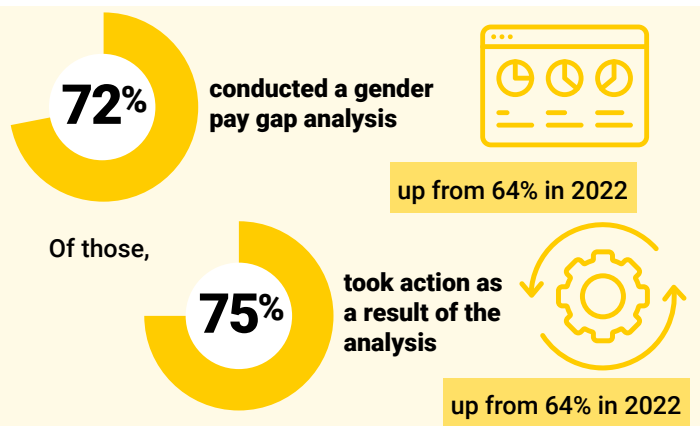 72%
conducted a gender
pay gap analysis
up from 64% in 2022
Of those,
75%
took action as
a result of the
analysis
up from 64% in 2022